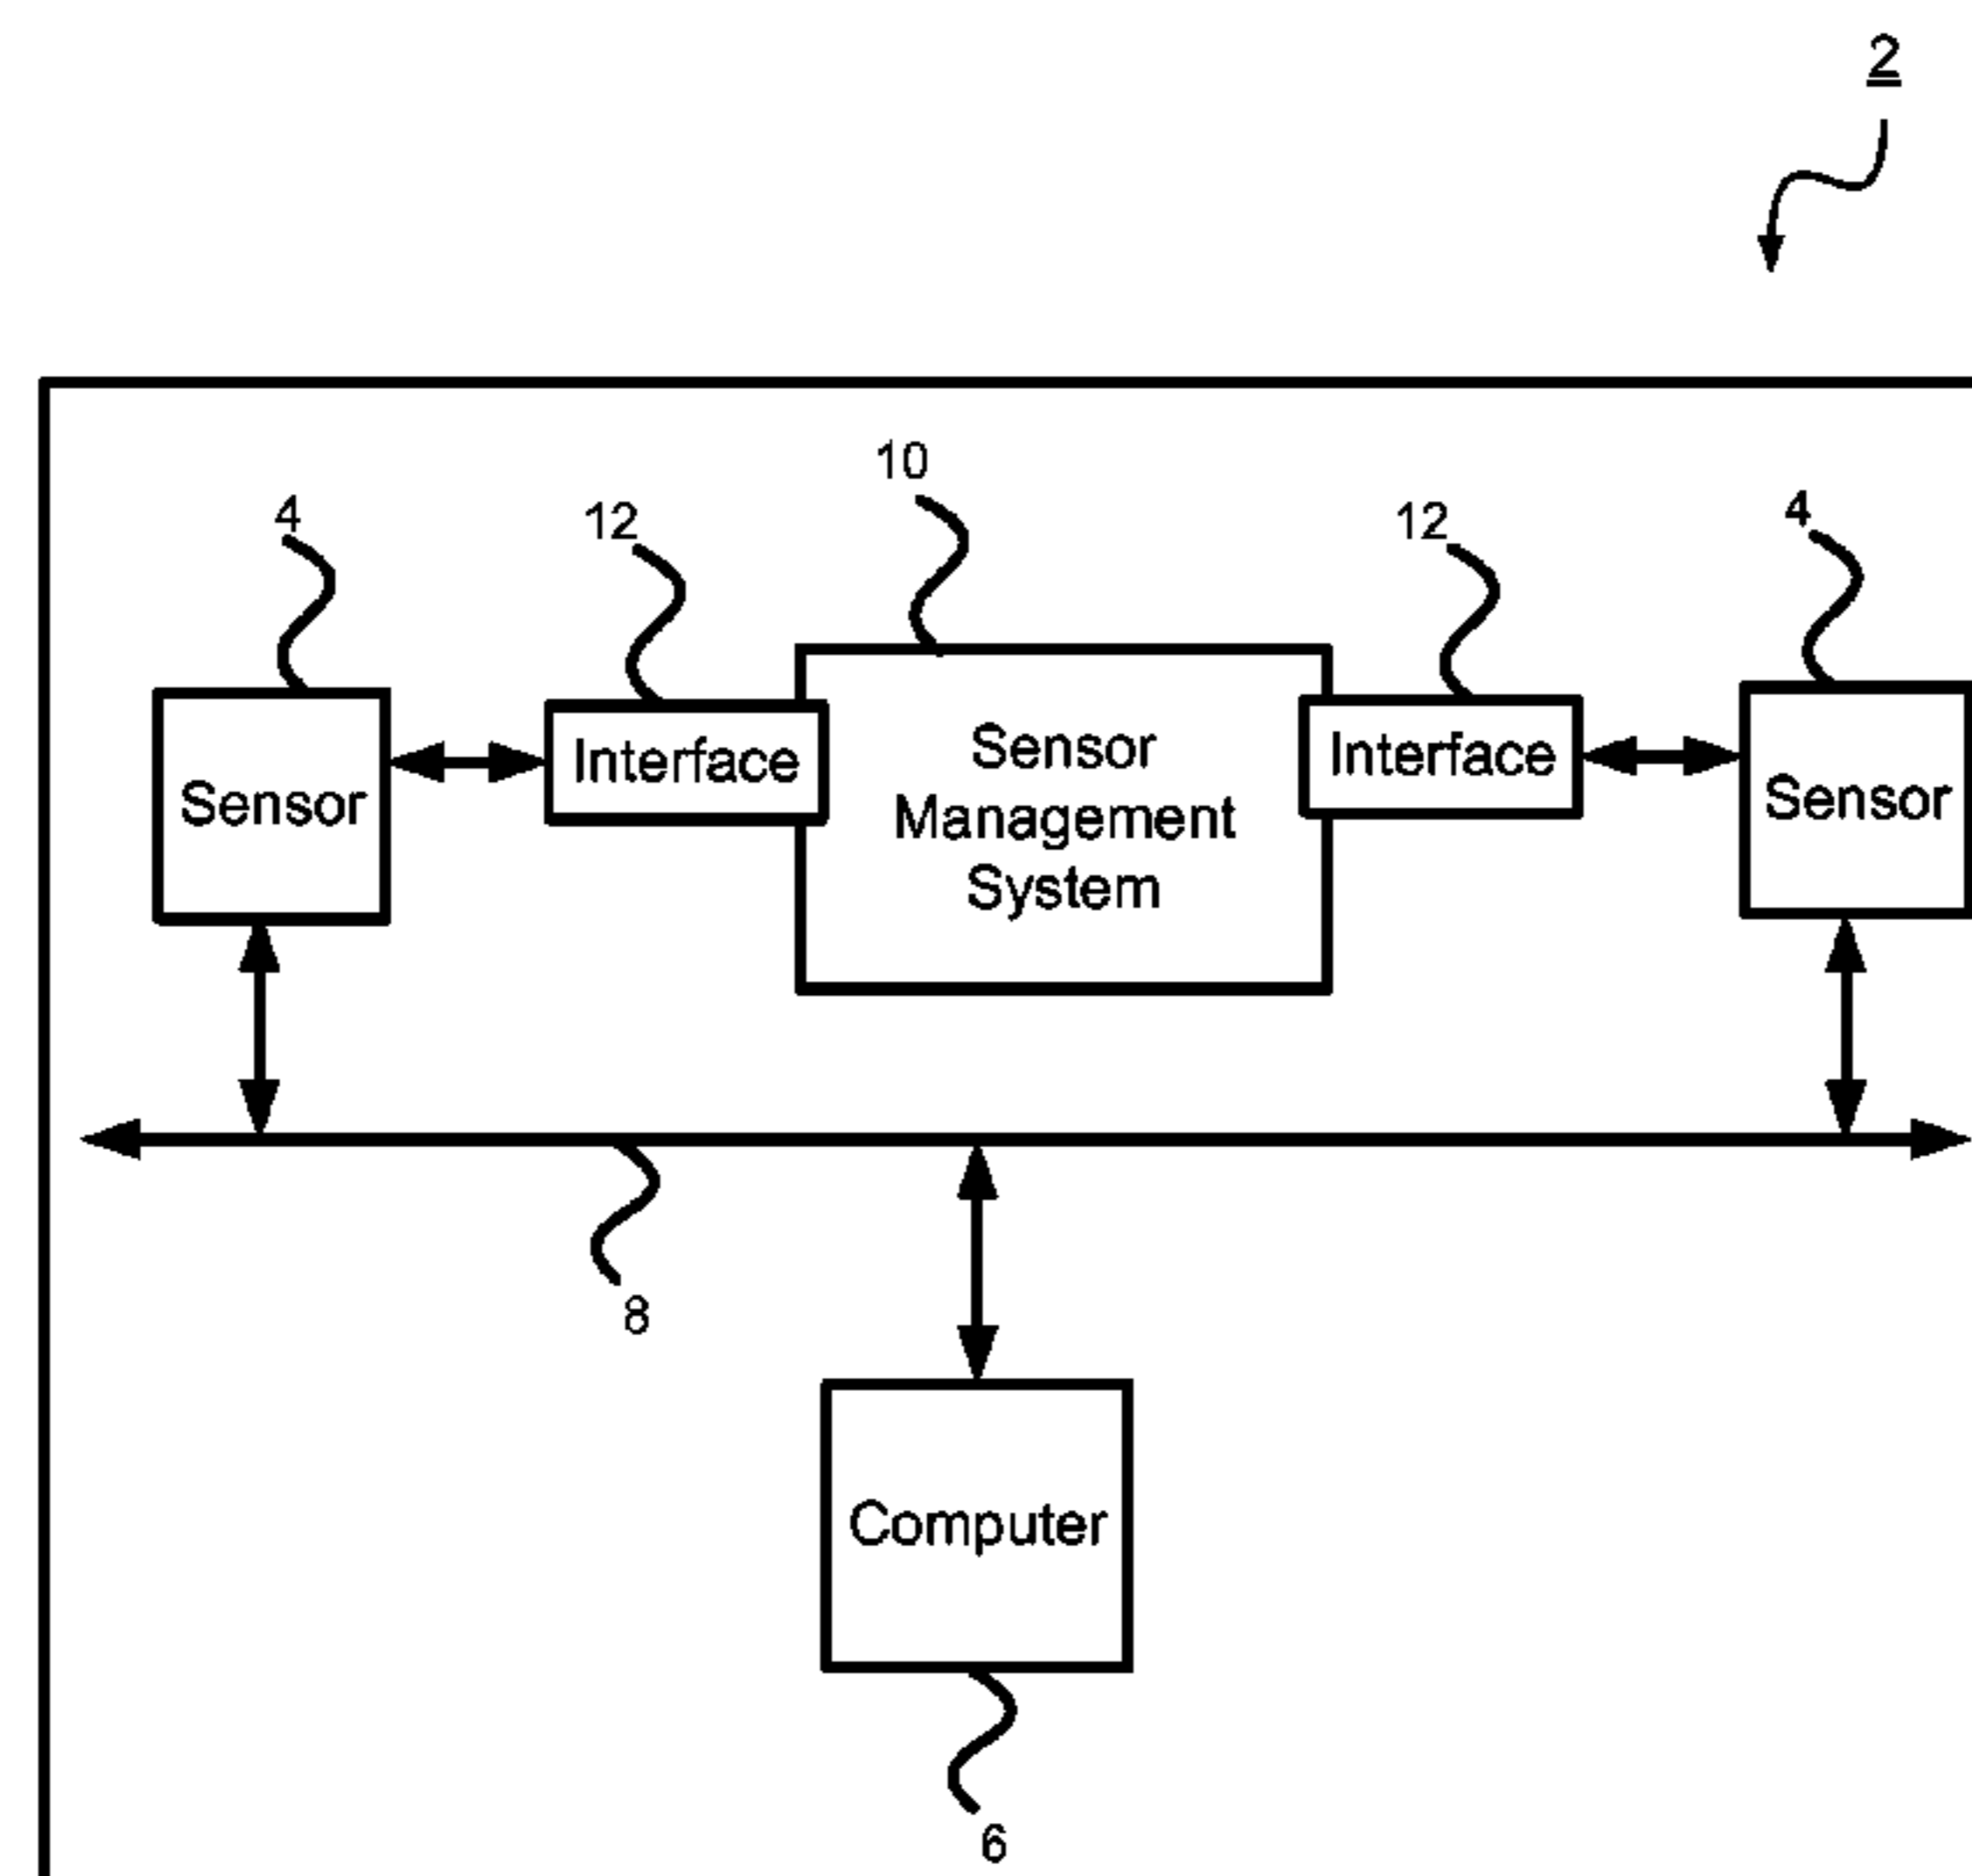 2
10
4
12
12
4
Sensor
Interface
Sensor
Management
System
Interface
Sensor
8
Computer
6